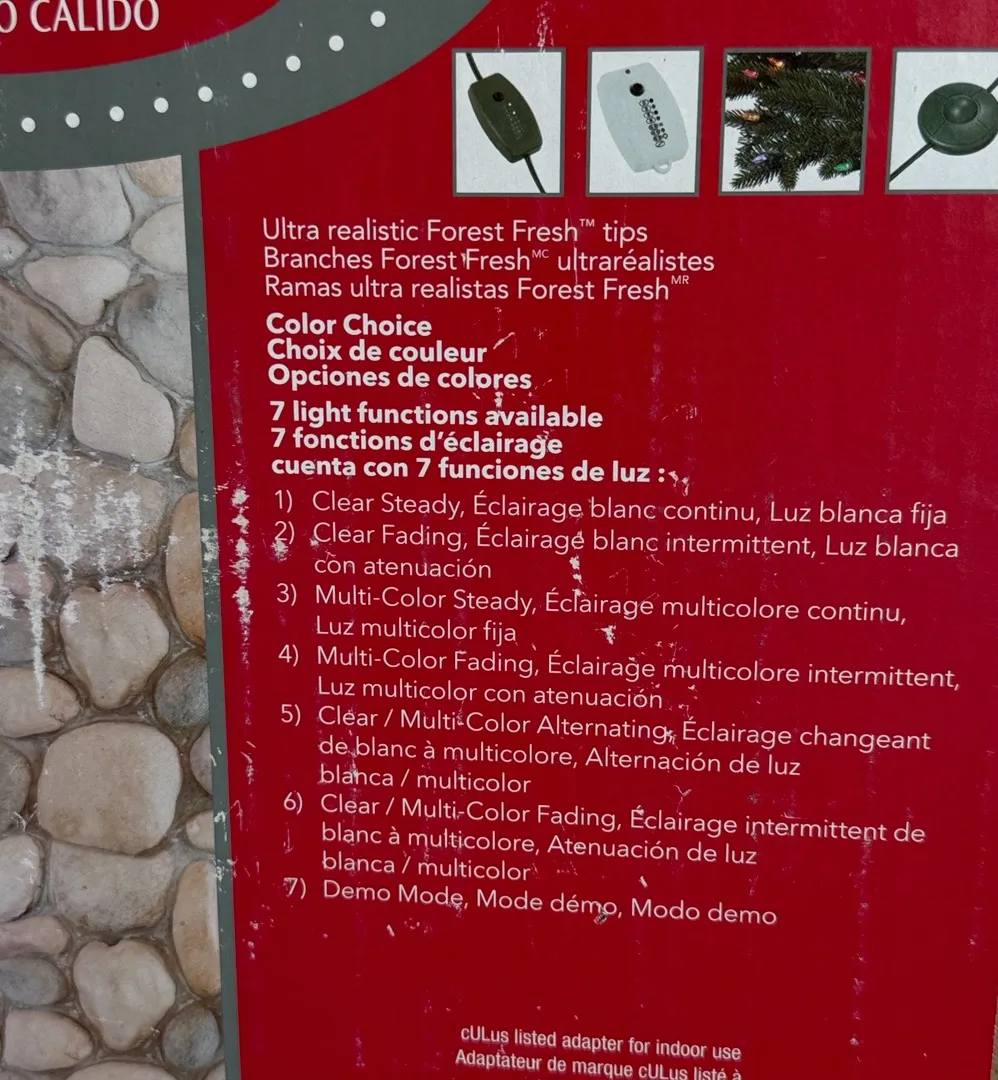 O CÁLIDO
Ultra realistic Forest Fresh™ tips
Branches Forest Fresh MC ultraréalistes
Ramas ultra realistas Forest Fresh MR
Color Choice
Choix de couleur
Opciones de colores
7 light functions available
7 fonctions d'éclairage
cuenta con 7 funciones de luz :
1) Clear Steady, Éclairage blanc continu, Luz blanca fija
2) Clear Fading, Éclairage blanc intermittent, Luz blanca
con atenuación
3) Multi-Color Steady, Éclairage multicolore continu,
Luz multicolor fija
4) Multi-Color Fading, Éclairage multicolore intermittent,
Luz multicolor con atenuación
5) Clear / Multi-Color Alternating, Éclairage changeant
de blanc à multicolore, Alternación de luz
blanca / multicolor
6) Clear / Multi-Color Fading, Éclairage intermittent de
blanc à multicolore, Atenuación de luz
blanca / multicolor
7) Demo Mode, Mode démo, Modo demo
cULus listed adapter for indoor use
Adaptateur de marque cULus listé à